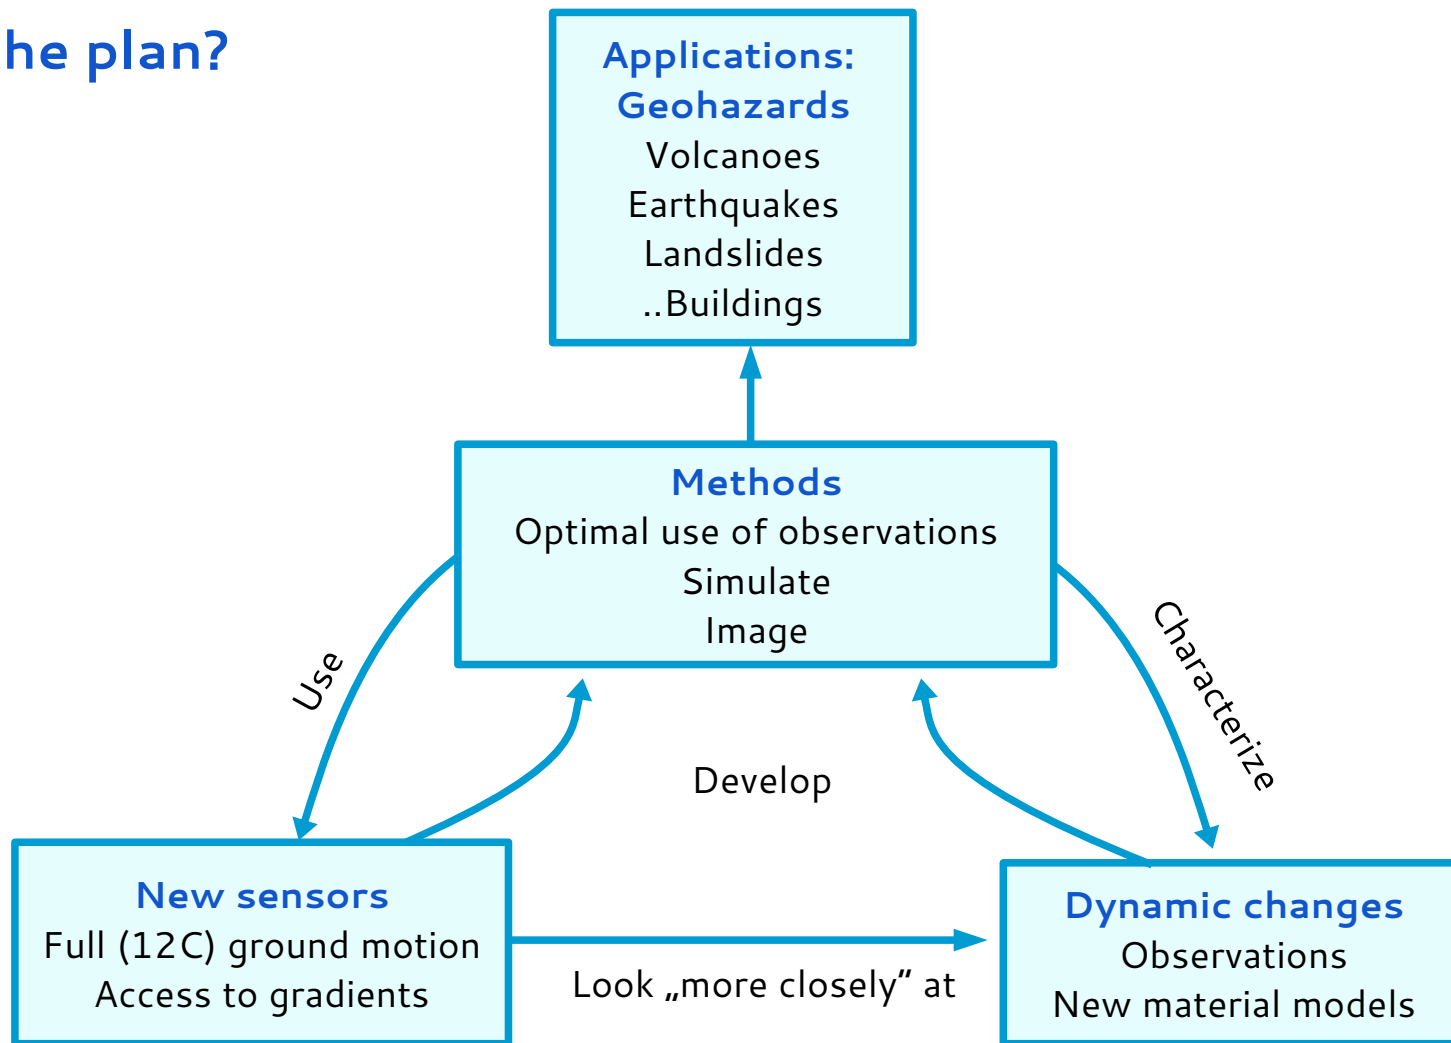 he plan?
Applications:
Geohazards
Volcanoes
Earthquakes
Landslides
..Buildings
Methods
Optimal use of observations
Simulate
Image
Use
Characterize
Develop
New sensors
Full (12C) ground motion
Access to gradients
Look „more closely“ at
Dynamic changes
Observations
New material models